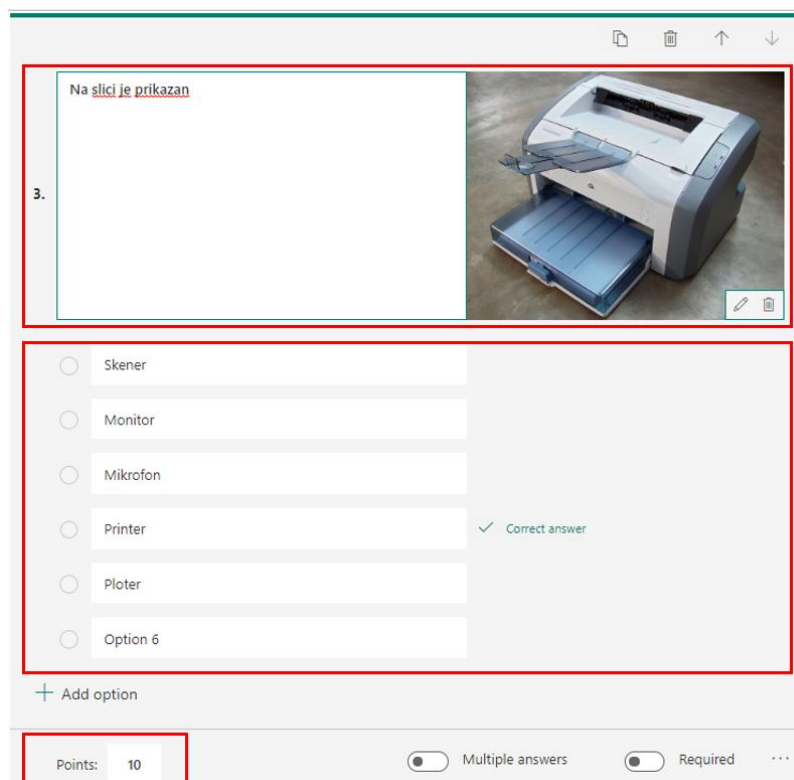 Na slici je prikazan
3.
Skener
Monitor
Mikrofon
Printer
Correct answer
Ploter
Option 6
Add option
Points: 10
Multiple answers
Required